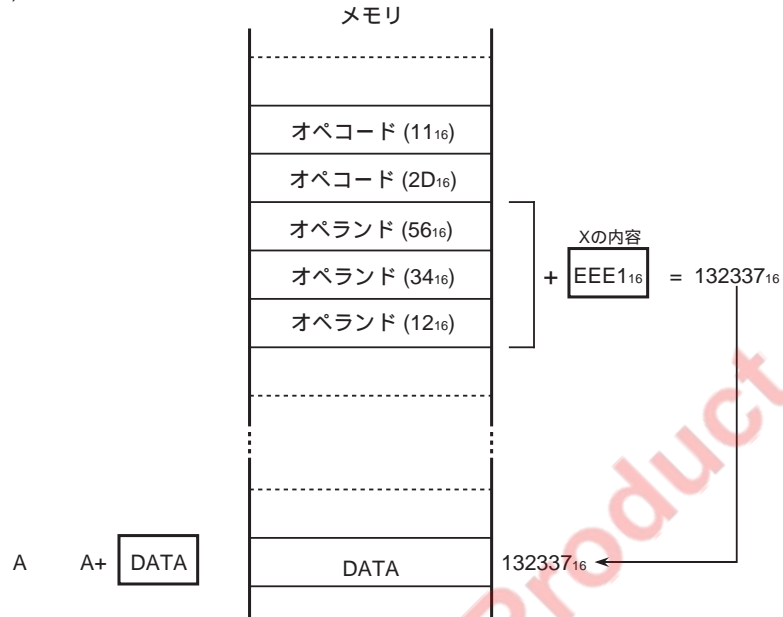 メモリ
オペコード (11₁₆)
オペコード (2D₁₆)
オペランド (56₁₆)
オペランド (34₁₆)
オペランド (12₁₆)
Xの内容
+ EEE1₁₆ = 132337₁₆
A A+ DATA
DATA
132337₁₆
Product